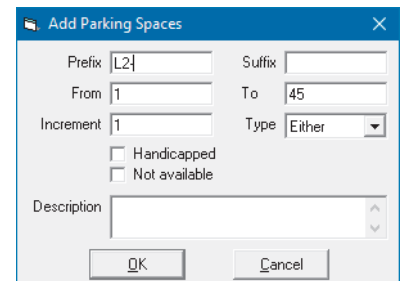 Add Parking Spaces
Prefix L2- Suffix
From 1 To 45
Increment 1 Type Either
Handicapped
Not available
Description
OK Cancel